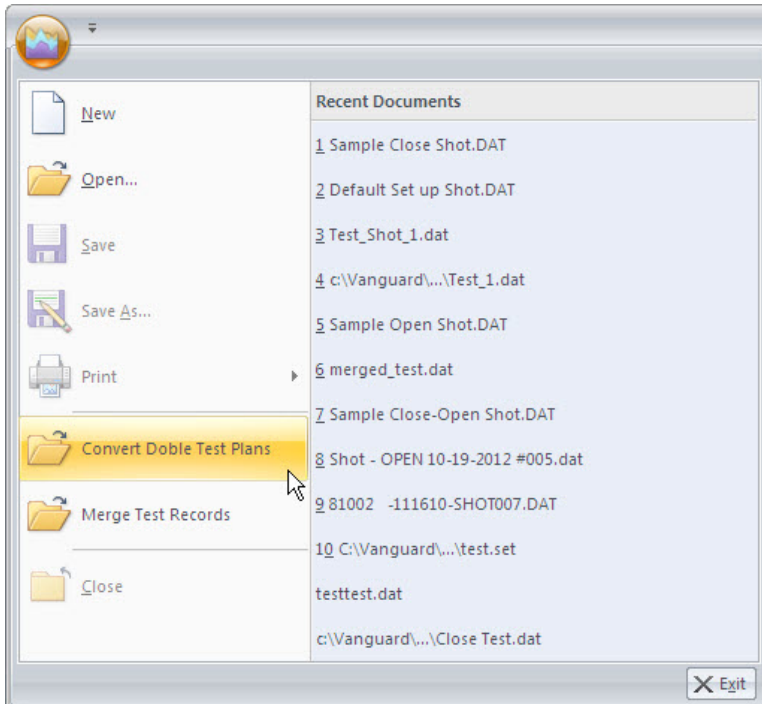 New
Open...
Save
Save As...
Print
Convert Doble Test Plans
Merge Test Records
Close
Recent Documents
1 Sample Close Shot.DAT
2 Default Set up Shot.DAT
3 Test_Shot_1.dat
4 c:\Vanguard\...\Test_1.dat
5 Sample Open Shot.DAT
6 merged_test.dat
7 Sample Close-Open Shot.DAT
8 Shot - OPEN 10-19-2012 #005.dat
9 81002 -111610-SHOT007.DAT
10 C:\Vanguard\...\test.set
testtest.dat
c:\Vanguard\...\Close Test.dat
Exit